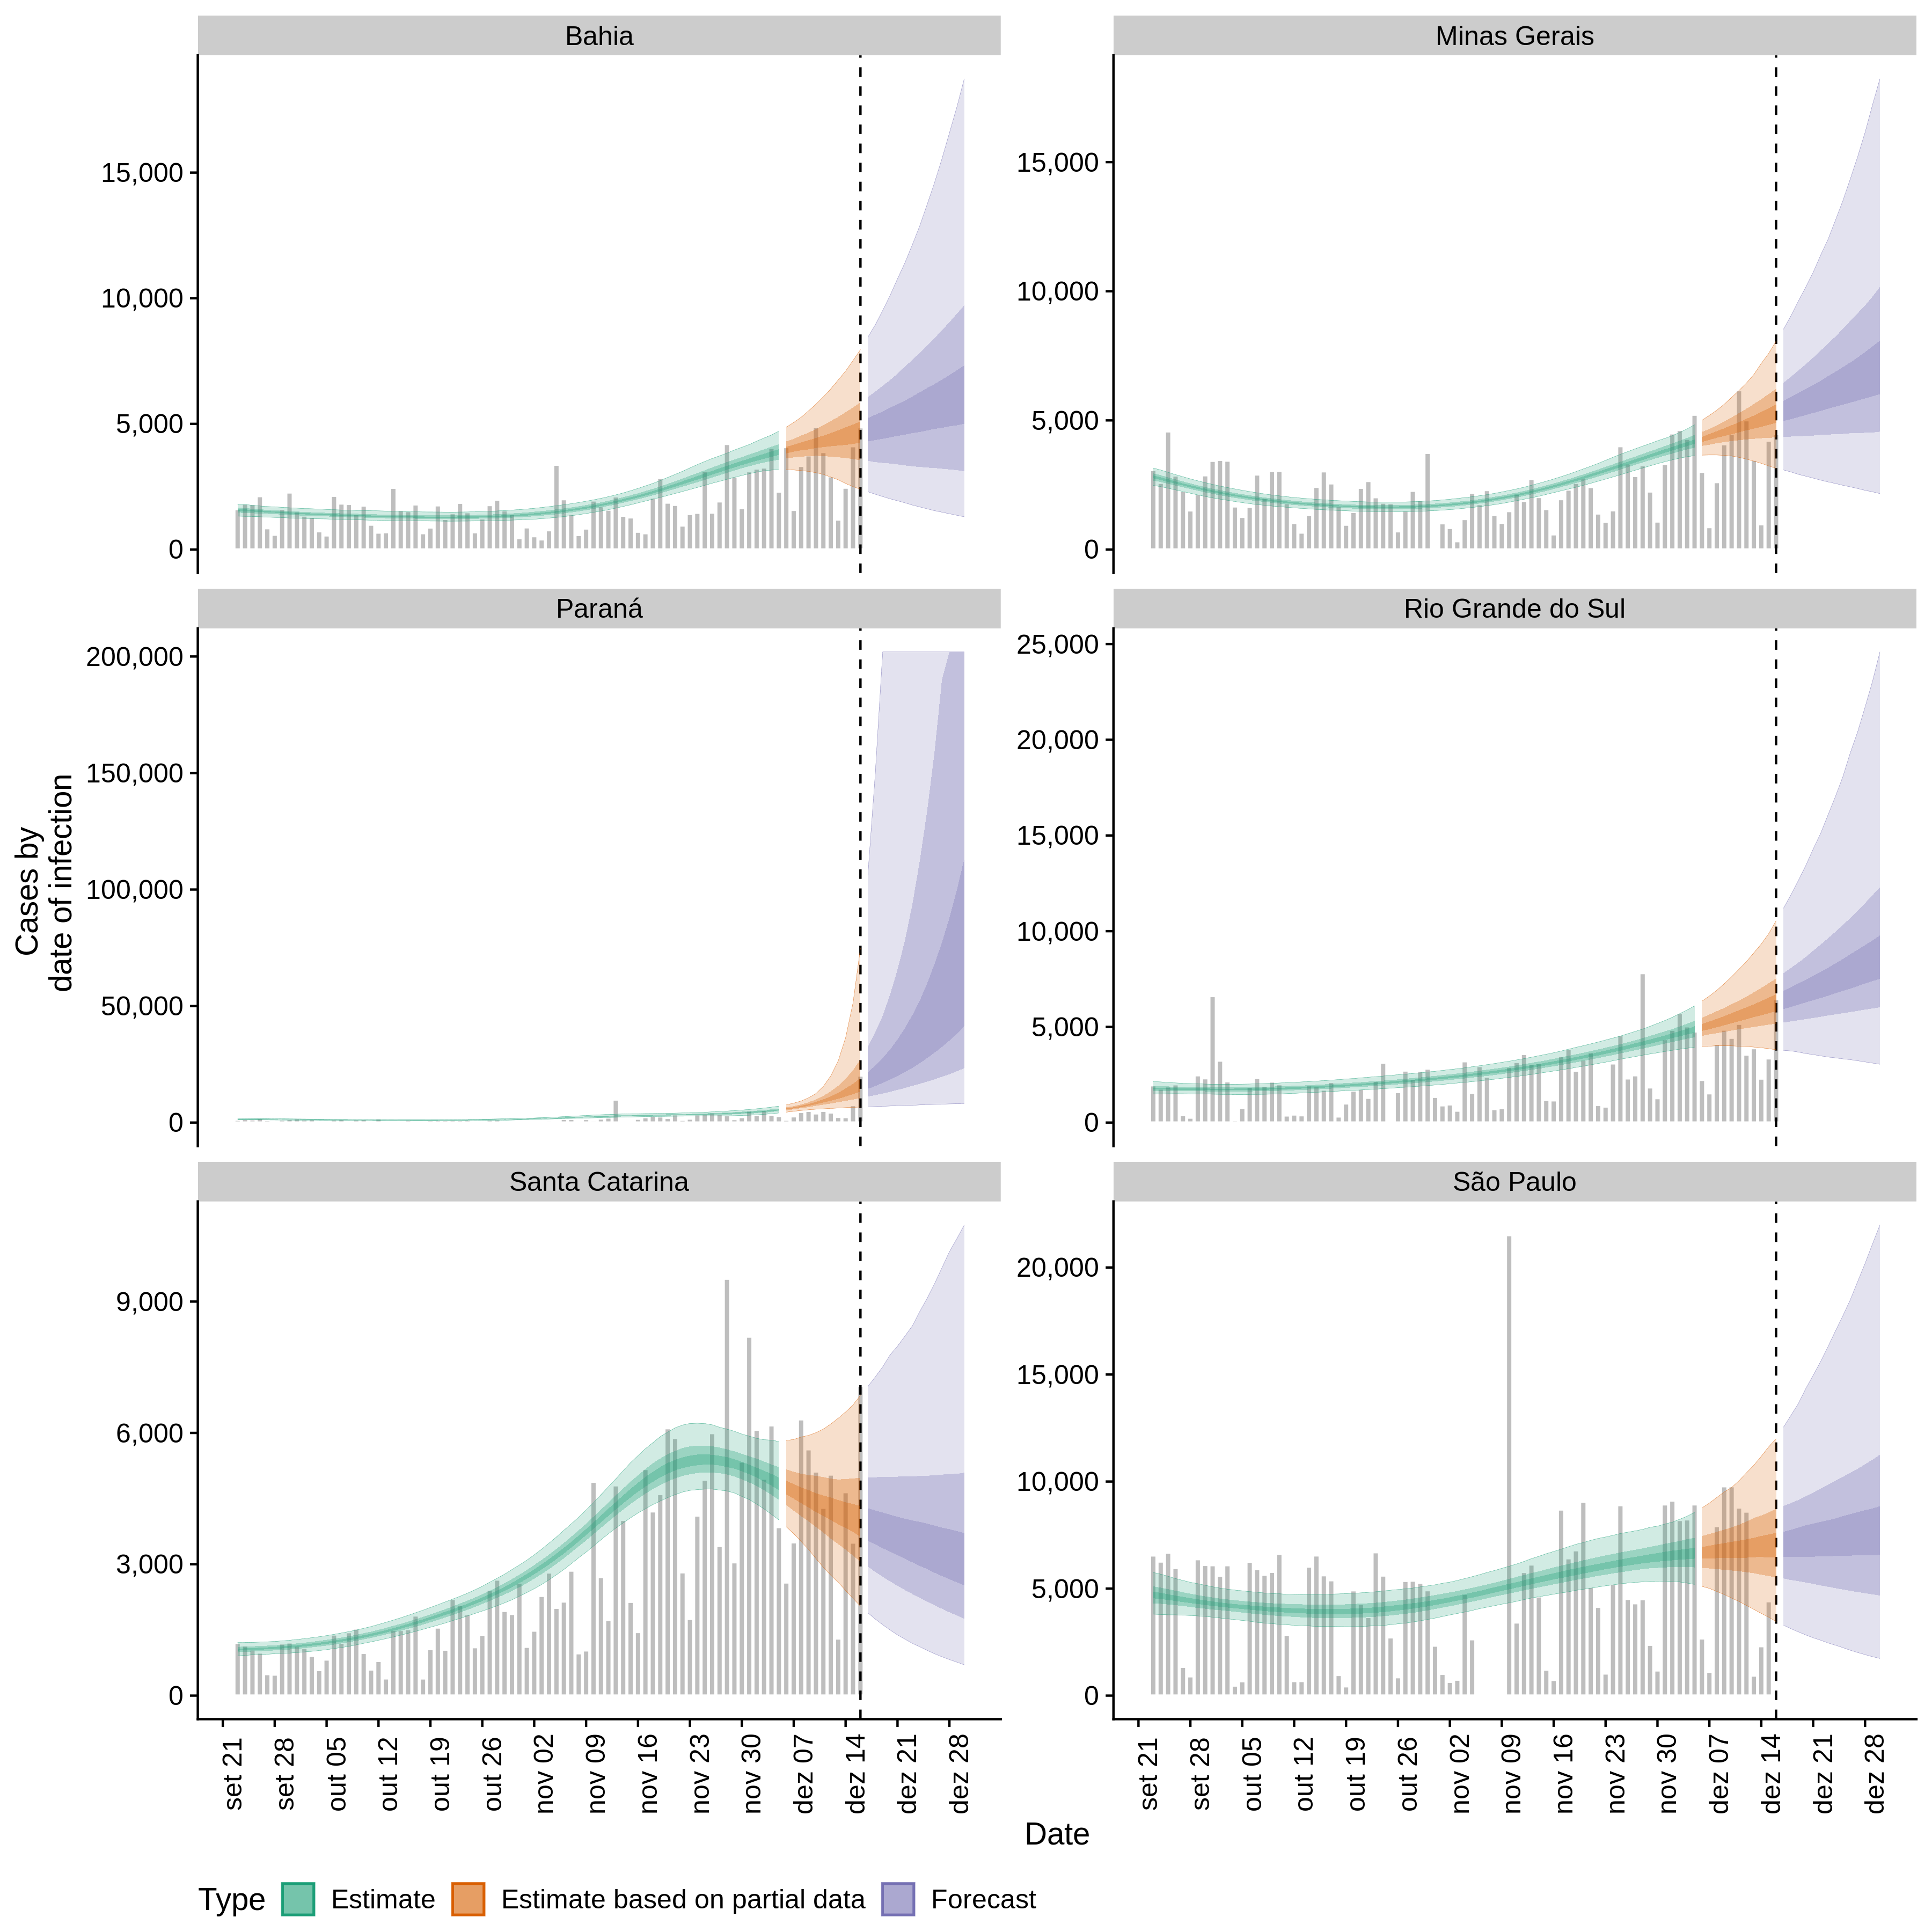 Bahia
Minas Gerais
15,000
10,000
5,000
0
15,000
10,000
5,000
0
Paraná
Rio Grande do Sul
200,000
150,000
100,000
50,000
0
25,000
20,000
15,000
10,000
5,000
0
Cases by
date of infection
Santa Catarina
São Paulo
9,000
6,000
3,000
0
20,000
15,000
10,000
5,000
0
set 21
set 28
out 05
out 12
out 19
out 26
nov 02
nov 09
nov 16
nov 23
nov 30
dez 07
dez 14
dez 21
dez 28
set 21
set 28
out 05
out 12
out 19
out 26
nov 02
nov 09
nov 16
nov 23
nov 30
dez 07
dez 14
dez 21
dez 28
Date
Type Estimate Estimate based on partial data Forecast